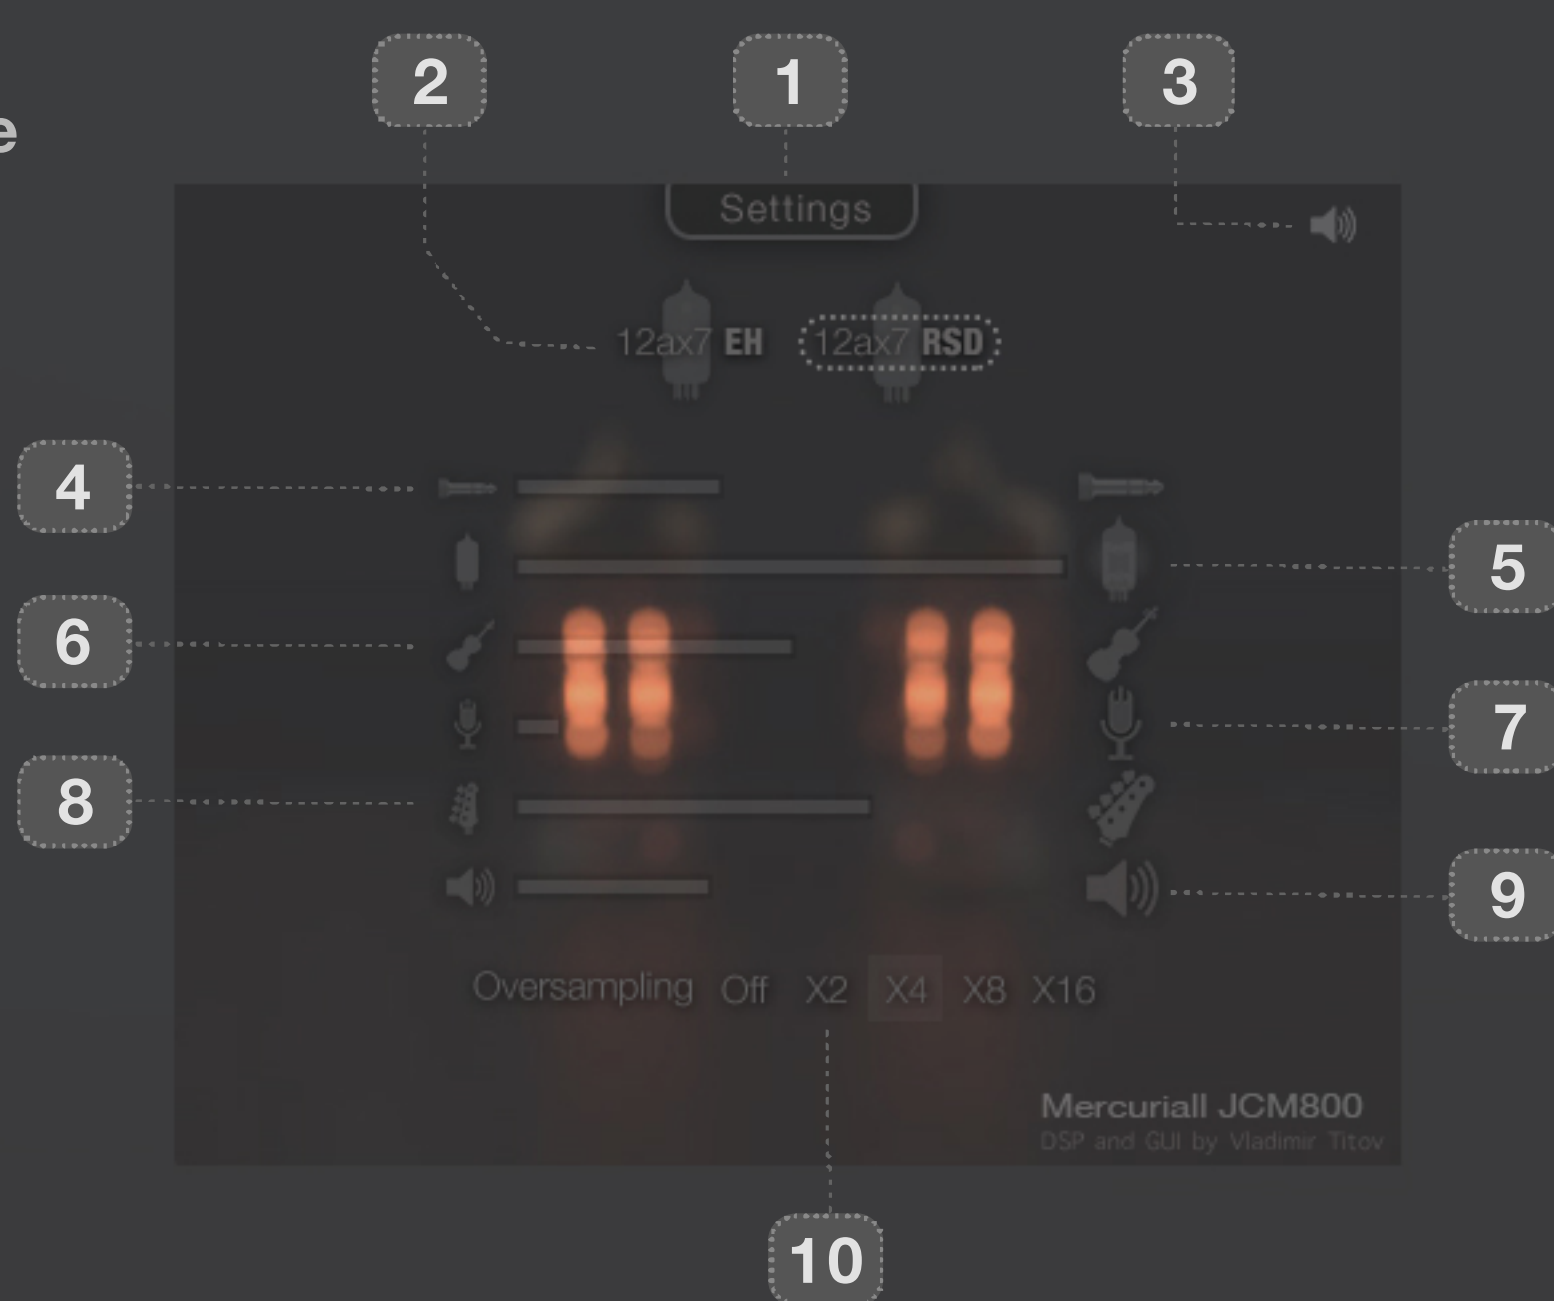 2 1 3
e
Settings
12ax7 EH 12ax7 RSD
4
5
6
7
8
9
Oversampling Off X2 X4 X8 X16
Mercuriall JCM800
DSP and GUI by Vladimir Titov
10